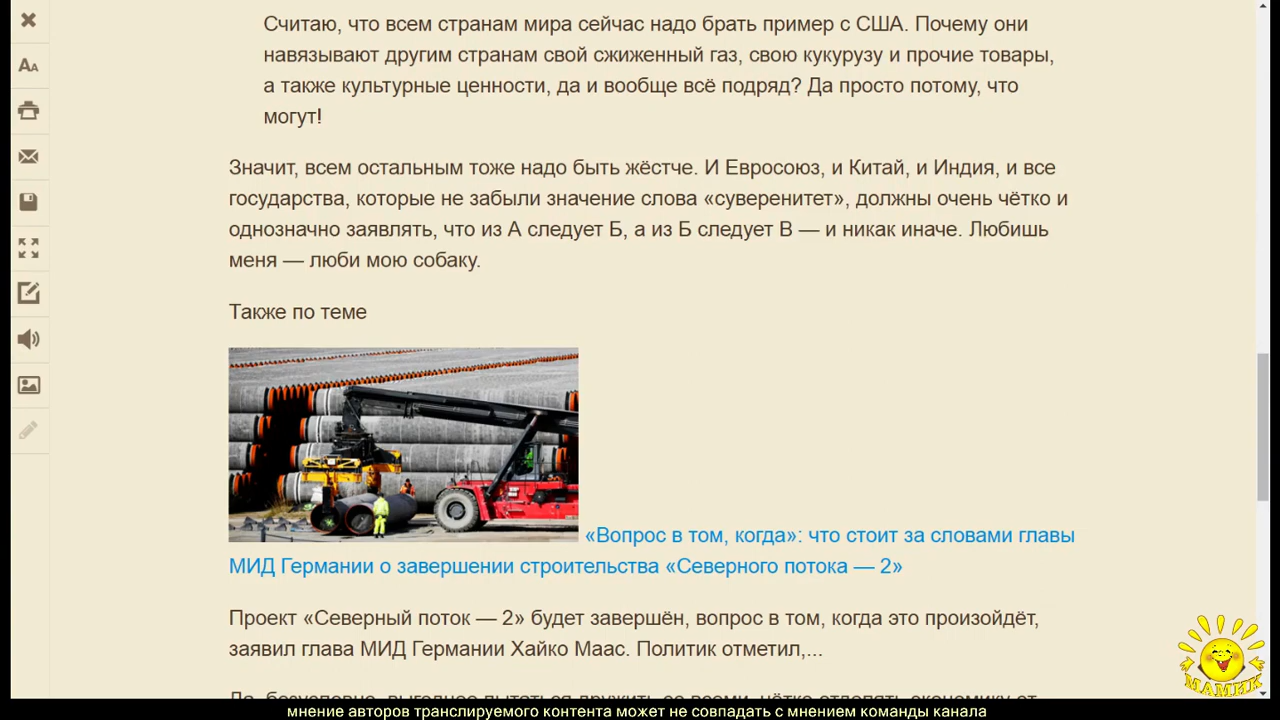 Считаю, что всем странам мира сейчас надо брать пример с США. Почему они
навязывают другим странам свой сжиженный газ, свою кукурузу и прочие товары,
а также культурные ценности, да и вообще всё подряд? Да просто потому, что
могут!
Значит, всем остальным тоже надо быть жёстче. И Евросоюз, и Китай, и Индия, и все
государства, которые не забыли значение слова «суверенитет», должны очень чётко и
однозначно заявлять, что из А следует Б, а из Б следует В — и никак иначе. Любишь
меня — люби мою собаку.
Также по теме
«Вопрос в том, когда»: что стоит за словами главы
МИД Германии о завершении строительства «Северного потока — 2»
Проект «Северный поток — 2» будет завершён, вопрос в том, когда это произойдёт,
заявил глава МИД Германии Хайко Маас. Политик отметил,...
МАМИК
мнение авторов транслируемого контента может не совпадать с мнением команды канала